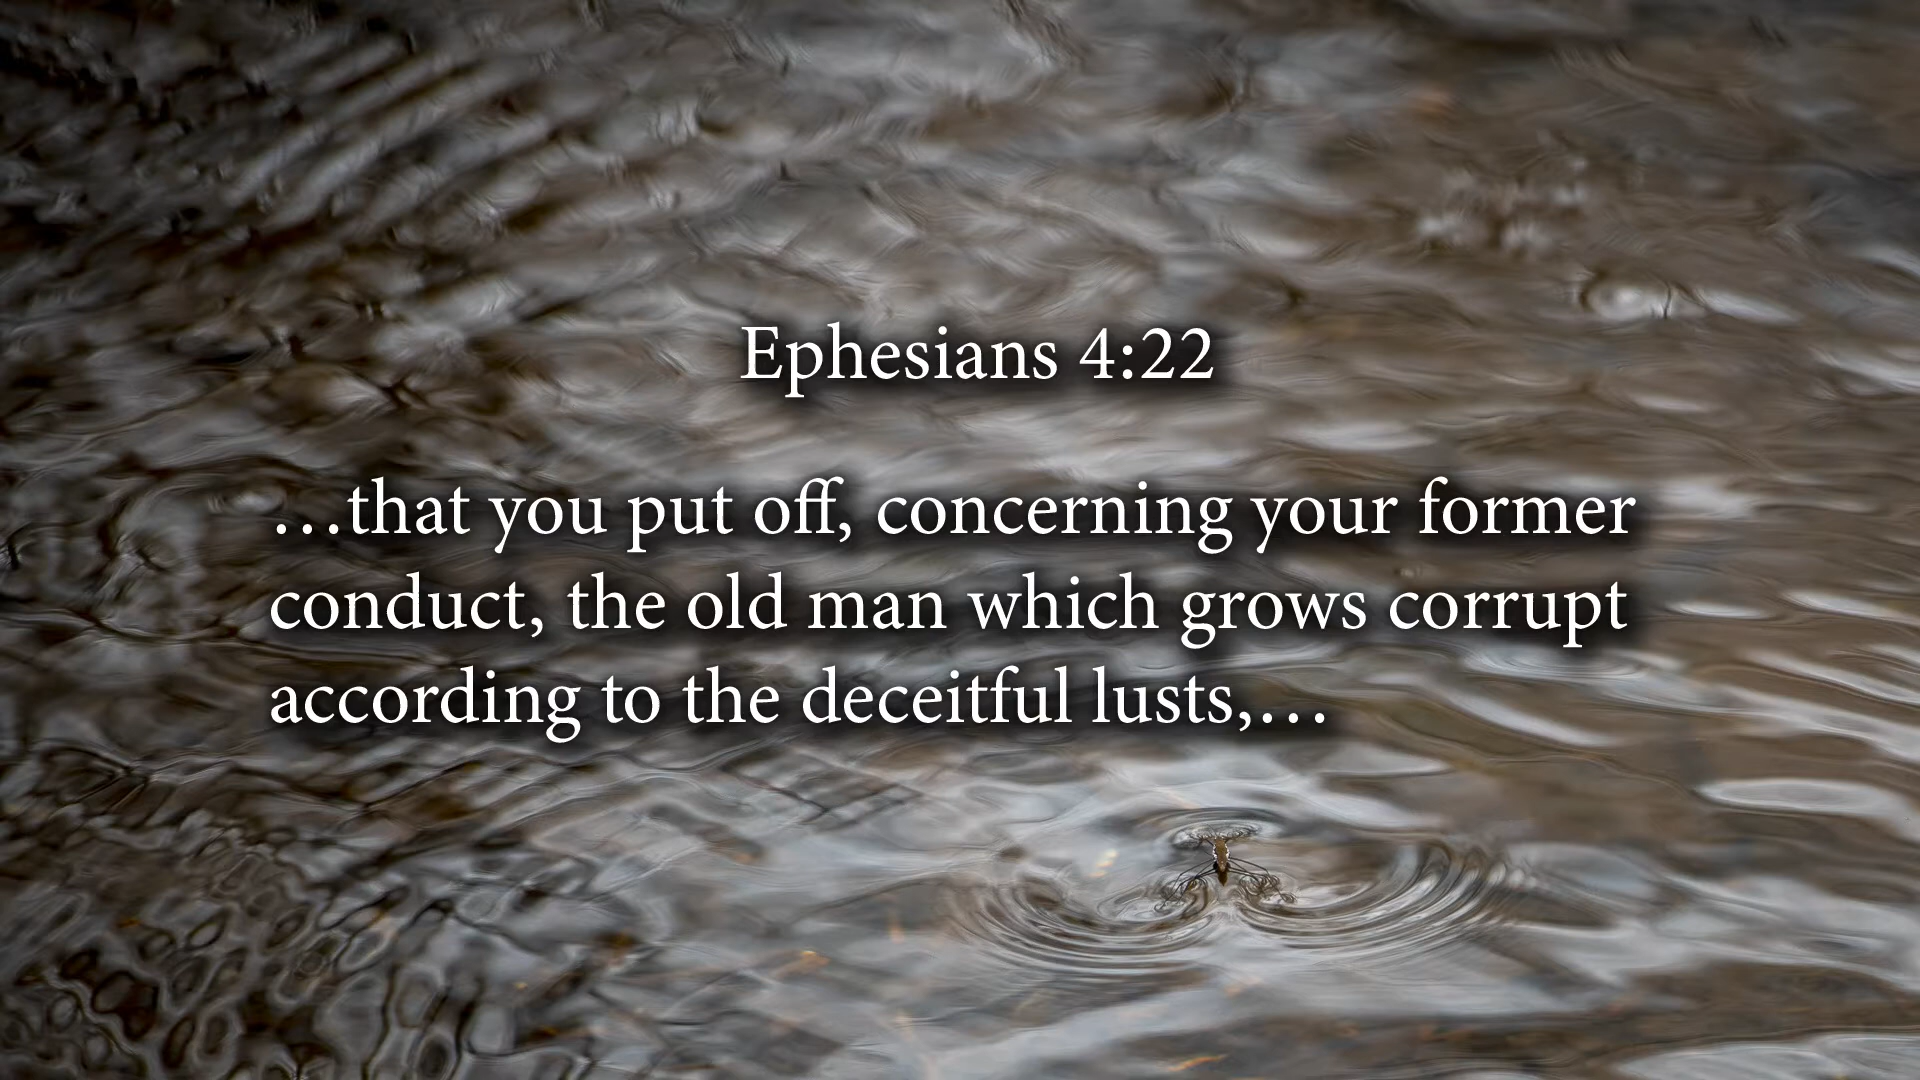 Ephesians 4:22
…that you put off, concerning your former
conduct, the old man which grows corrupt
according to the deceitful lusts,…